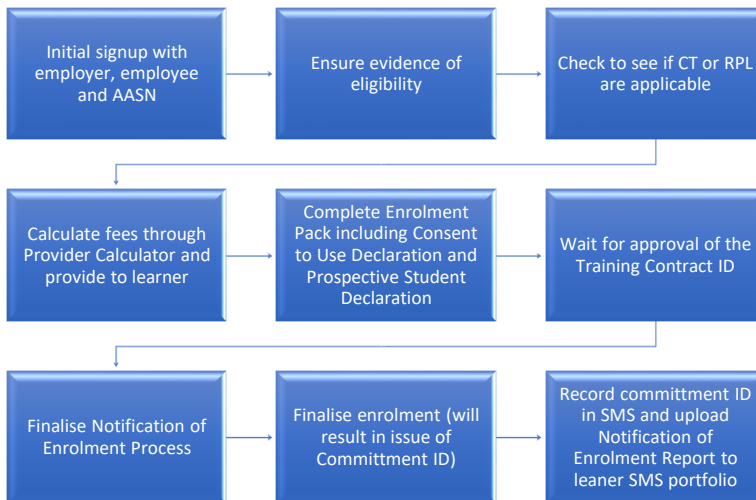 Initial signup with
employer, employee
and AASN
Ensure evidence of
eligibility
Check to see if CT or RPL
are applicable
Calculate fees through
Provider Calculator and
provide to learner
Complete Enrolment
Pack including Consent
to Use Declaration and
Prospective Student
Declaration
Wait for approval of the
Training Contract ID
Finalise Notification of
Enrolment Process
Finalise enrolment (will
result in issue of
Committment ID)
Record committment ID
in SMS and upload
Notification of
Enrolment Report to
leaner SMS portfolio